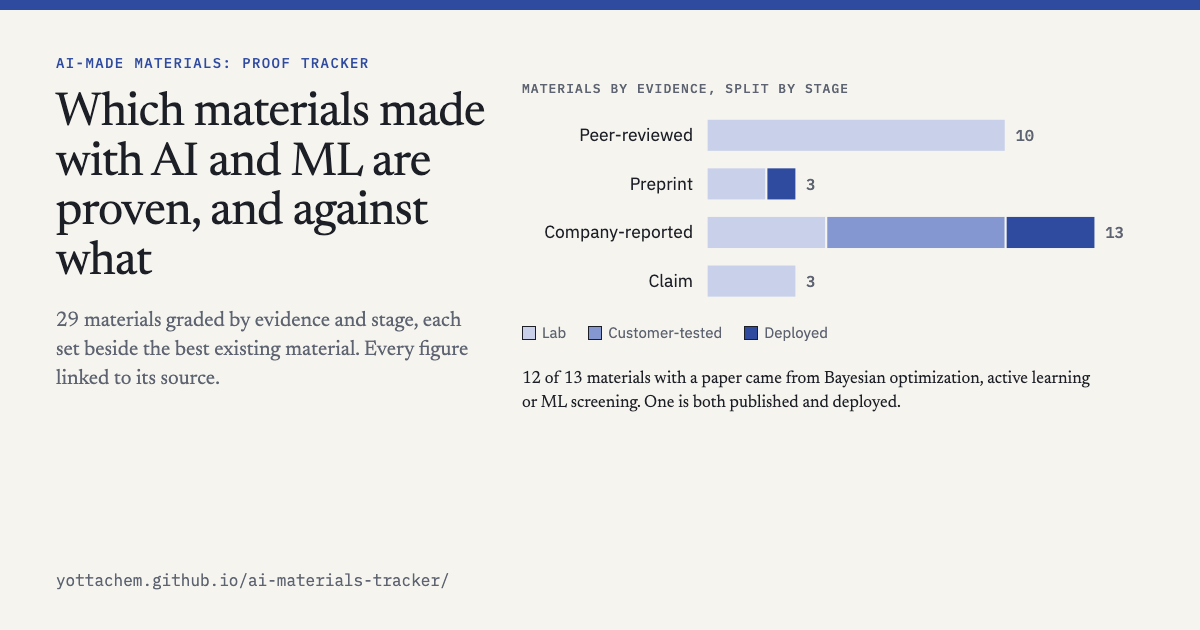 AI-MADE MATERIALS: PROOF TRACKER
Which materials made
with AI and ML are
proven, and against
what
29 materials graded by evidence and stage, each
set beside the best existing material. Every figure
linked to its source.
MATERIALS BY EVIDENCE, SPLIT BY STAGE
Peer-reviewed 10
Preprint 3
Company-reported 13
Claim 3
Lab Customer-tested Deployed
12 of 13 materials with a paper came from Bayesian optimization, active learning
or ML screening. One is both published and deployed.
yottachem.github.io/ai-materials-tracker/